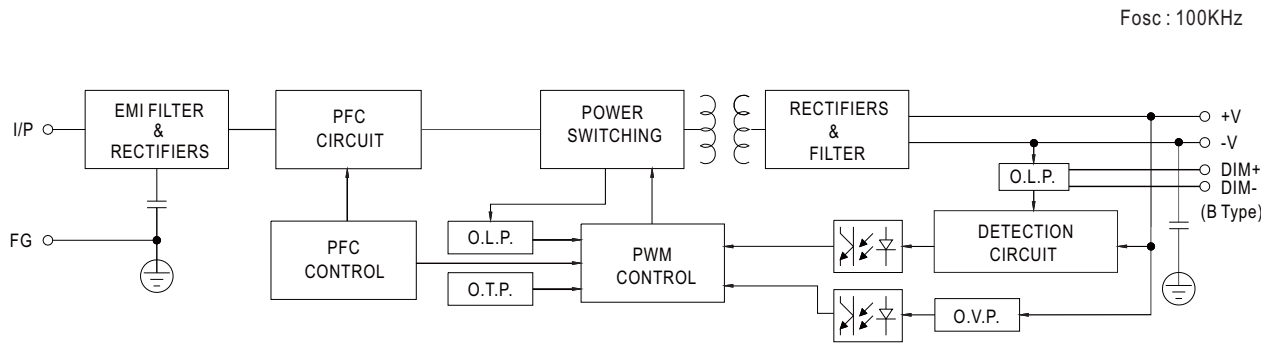 Fosc : 100KHz
I/P
EMI FILTER
&
RECTIFIERS
PFC
CIRCUIT
POWER
SWITCHING
RECTIFIERS
&
FILTER
+V
-V
DIM+
DIM-
(B Type)
O.L.P.
FG
PFC
CONTROL
O.L.P.
O.T.P.
PWM
CONTROL
DETECTION
CIRCUIT
O.V.P.